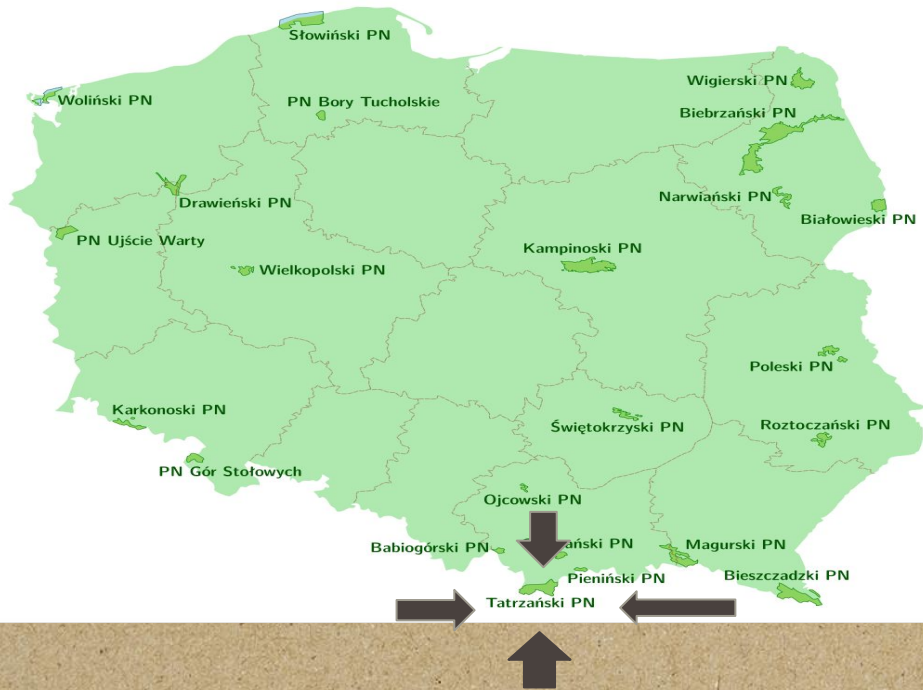 Słowiński PN
Wigierski PN
Woliński PN
PN Bory Tucholskie
Biebrzański PN
Narwiański PN
Drawieński PN
Białowieski PN
PN Ujście Warty
Kampinoski PN
Wielkopolski PN
Poleski PN
Karkonoski PN
Roztoczański PN
Świętokrzyski PN
PN Gór Stołowych
Ojcowski PN
Babiogórski PN
ański PN
Magurski PN
Bieszczadzki PN
Pieniński PN
Tatrzański PN